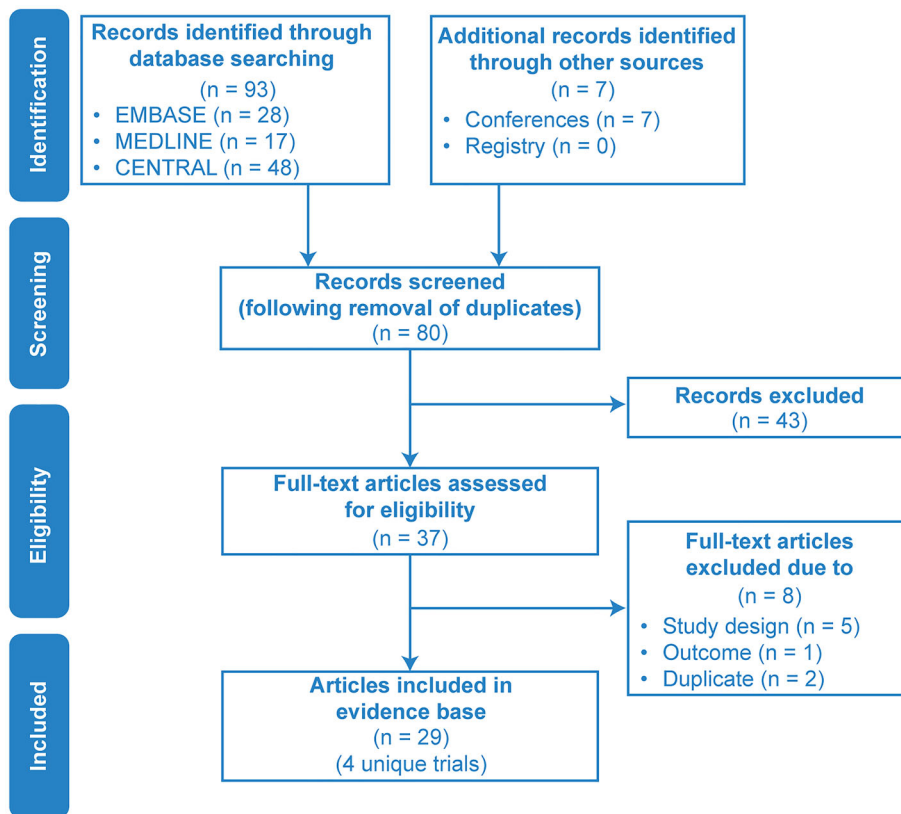 Identification
Records identified through
database searching
(n = 93)
• EMBASE (n = 28)
• MEDLINE (n = 17)
• CENTRAL (n = 48)
Additional records identified
through other sources
(n = 7)
• Conferences (n = 7)
• Registry (n = 0)
Screening
Records screened
(following removal of duplicates)
(n = 80)
Records excluded
(n = 43)
Eligibility
Full-text articles assessed
for eligibility
(n = 37)
Full-text articles
excluded due to
(n = 8)
• Study design (n = 5)
• Outcome (n = 1)
• Duplicate (n = 2)
Included
Articles included in
evidence base
(n = 29)
(4 unique trials)